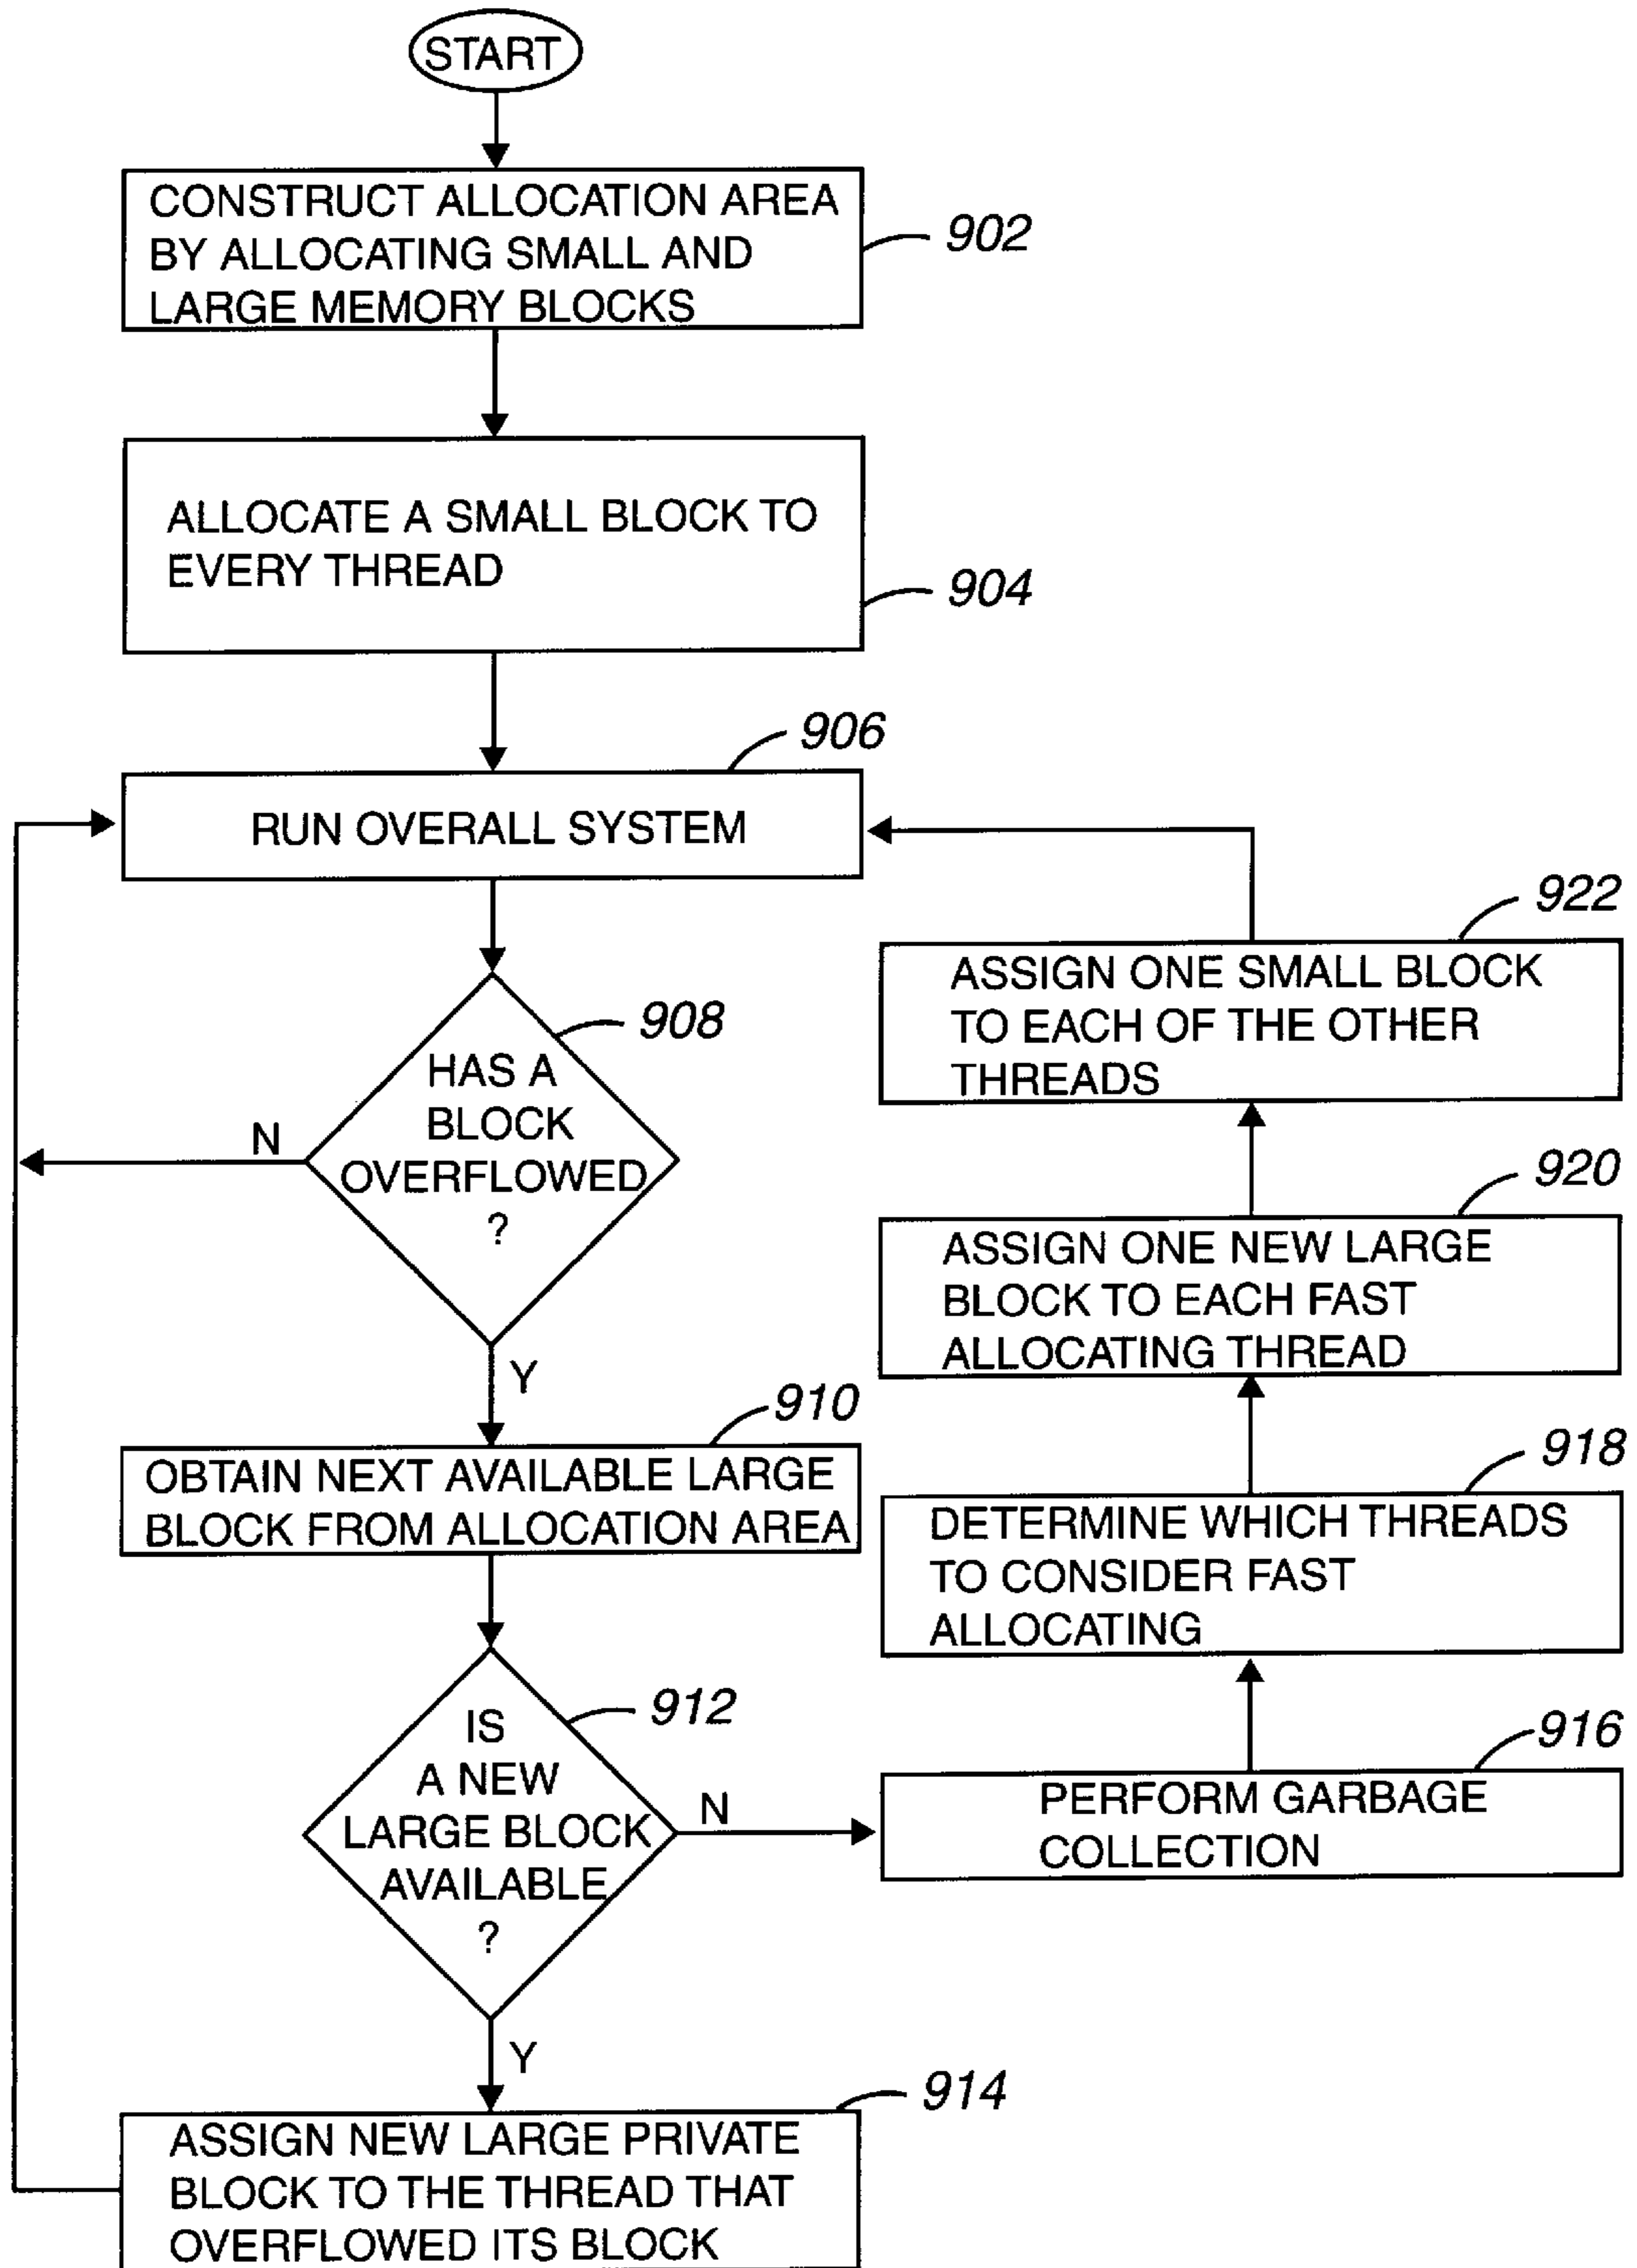 START
CONSTRUCT ALLOCATION AREA
BY ALLOCATING SMALL AND
LARGE MEMORY BLOCKS
902
ALLOCATE A SMALL BLOCK TO
EVERY THREAD
904
906
RUN OVERALL SYSTEM
908
HAS A
BLOCK
OVERFLOWED
?
N
Y
910
OBTAIN NEXT AVAILABLE LARGE
BLOCK FROM ALLOCATION AREA
912
IS
A NEW
LARGE BLOCK
AVAILABLE
?
N
Y
914
ASSIGN NEW LARGE PRIVATE
BLOCK TO THE THREAD THAT
OVERFLOWED ITS BLOCK
916
PERFORM GARBAGE
COLLECTION
918
DETERMINE WHICH THREADS
TO CONSIDER FAST
ALLOCATING
920
ASSIGN ONE NEW LARGE
BLOCK TO EACH FAST
ALLOCATING THREAD
922
ASSIGN ONE SMALL BLOCK
TO EACH OF THE OTHER
THREADS